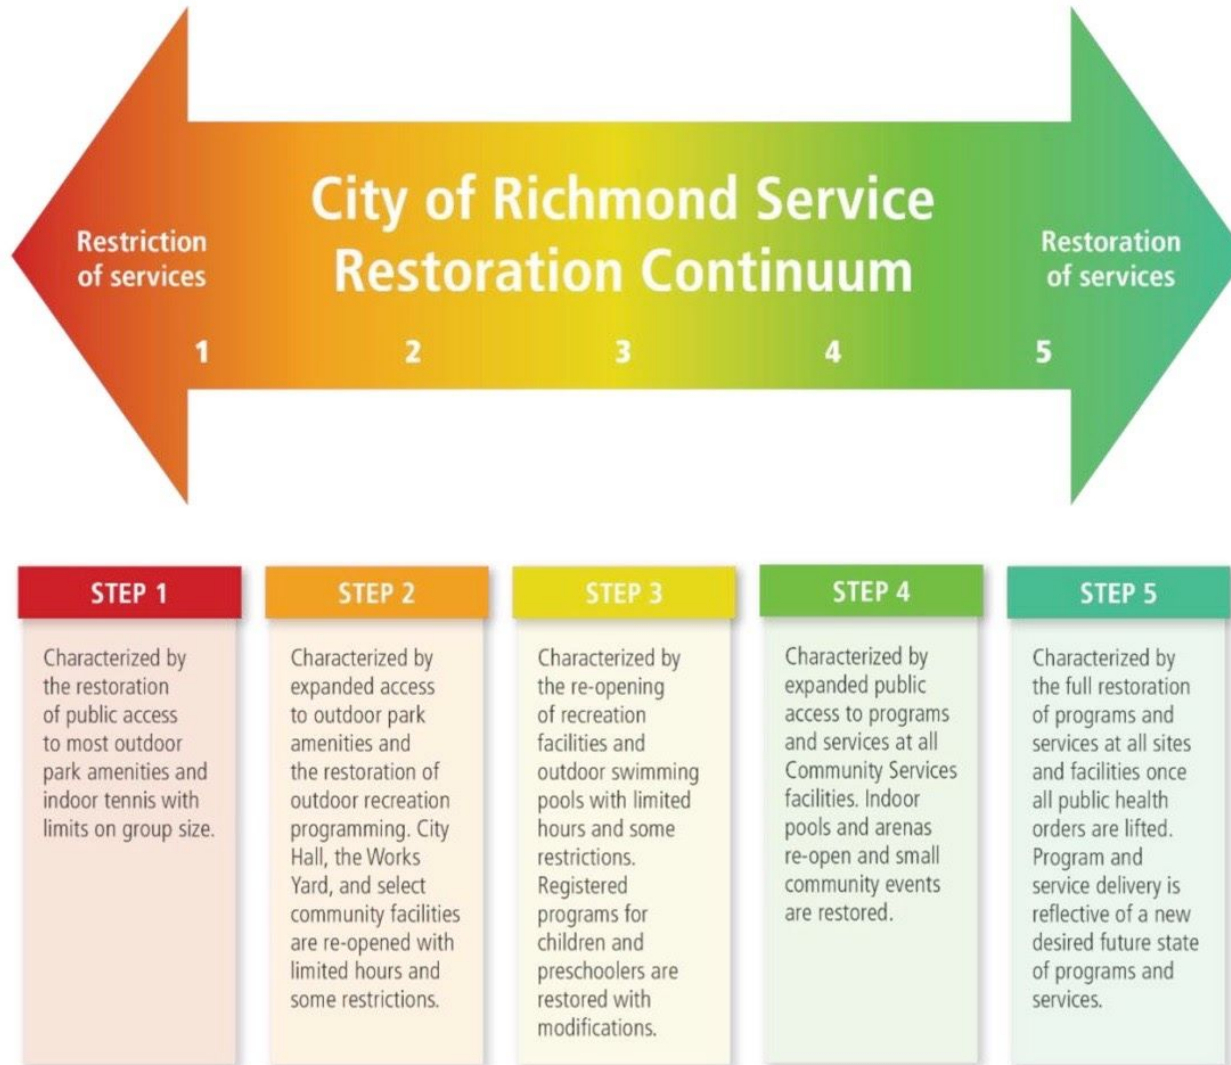 City of Richmond Service
Restoration Continuum
Restriction
of services
Restoration
of services
1
2
3
4
5
STEP 1
Characterized by
the restoration
of public access
to most outdoor
park amenities and
indoor tennis with
limits on group size.
STEP 2
Characterized by
expanded access
to outdoor park
amenities and
the restoration of
outdoor recreation
programming. City
Hall, the Works
Yard, and select
community facilities
are re-opened with
limited hours and
some restrictions.
STEP 3
Characterized by
the re-opening
of recreation
facilities and
outdoor swimming
pools with limited
hours and some
restrictions.
Registered
programs for
children and
preschoolers are
restored with
modifications.
STEP 4
Characterized by
expanded public
access to programs
and services at all
Community Services
facilities. Indoor
pools and arenas
re-open and small
community events
are restored.
STEP 5
Characterized by
the full restoration
of programs and
services at all sites
and facilities once
all public health
orders are lifted.
Program and
service delivery is
reflective of a new
desired future state
of programs and
services.